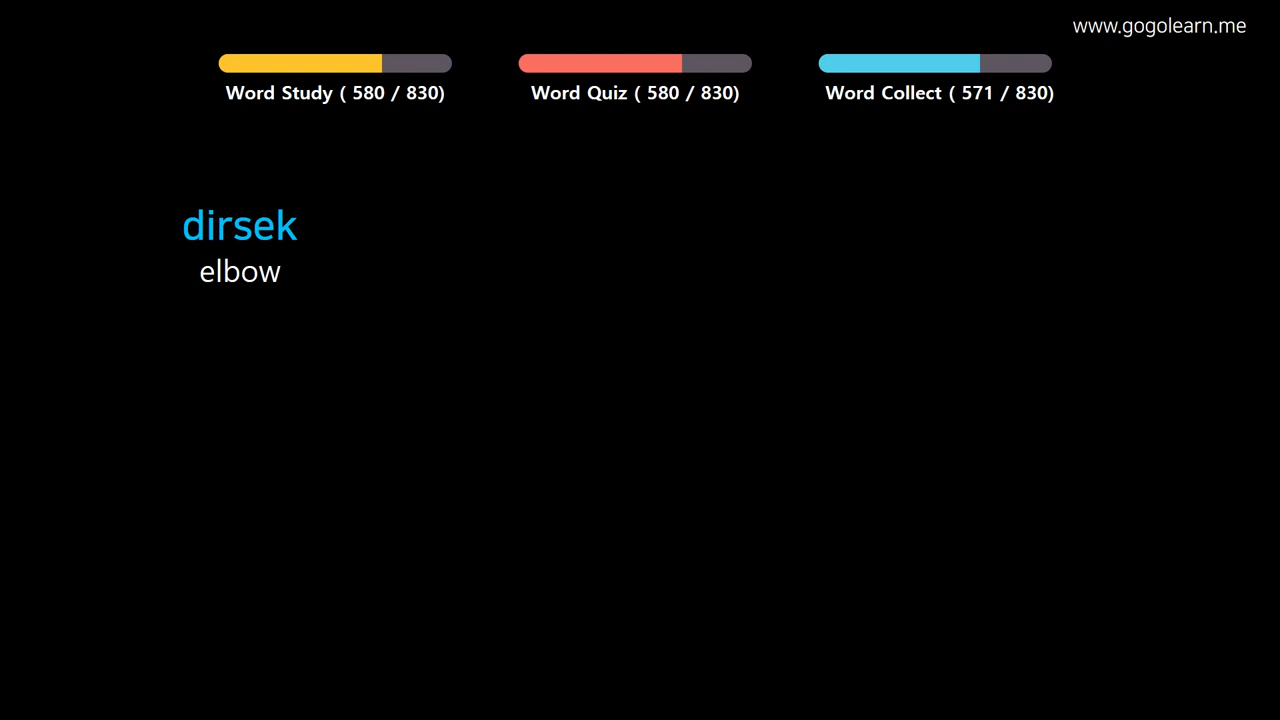 www.gogolearn.me
Word Study ( 580 / 830)
Word Quiz ( 580 / 830)
Word Collect ( 571 / 830)
dirsek
elbow